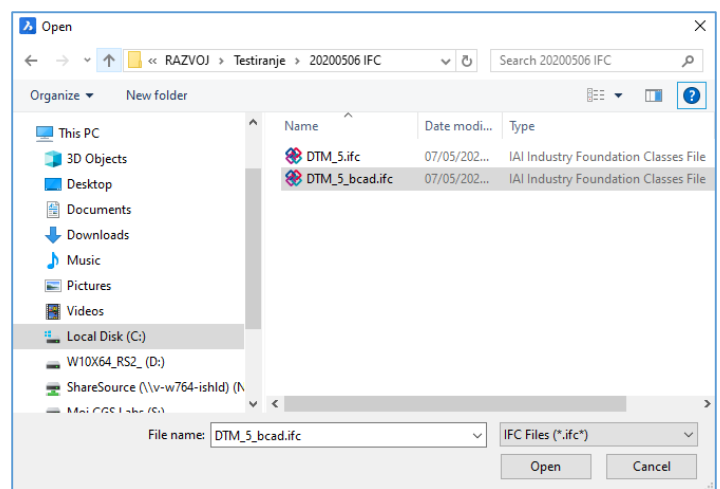 Open
« RAZVOJ › Testiranje › 20200506 IFC
Search 20200506 IFC
Organize
New folder
Name
Date modi...
Type
This PC
3D Objects
Desktop
Documents
Downloads
Music
Pictures
Videos
Local Disk (C:)
W10X64_RS2_ (D:)
ShareSource (\\v-w764-ishld) (N
Moj CGS Labs (S:)
DTM_5.ifc 07/05/202... IAI Industry Foundation Classes File
DTM_5_bcad.ifc 07/05/202... IAI Industry Foundation Classes File
File name: DTM_5_bcad.ifc
IFC Files (*.ifc*)
Open
Cancel